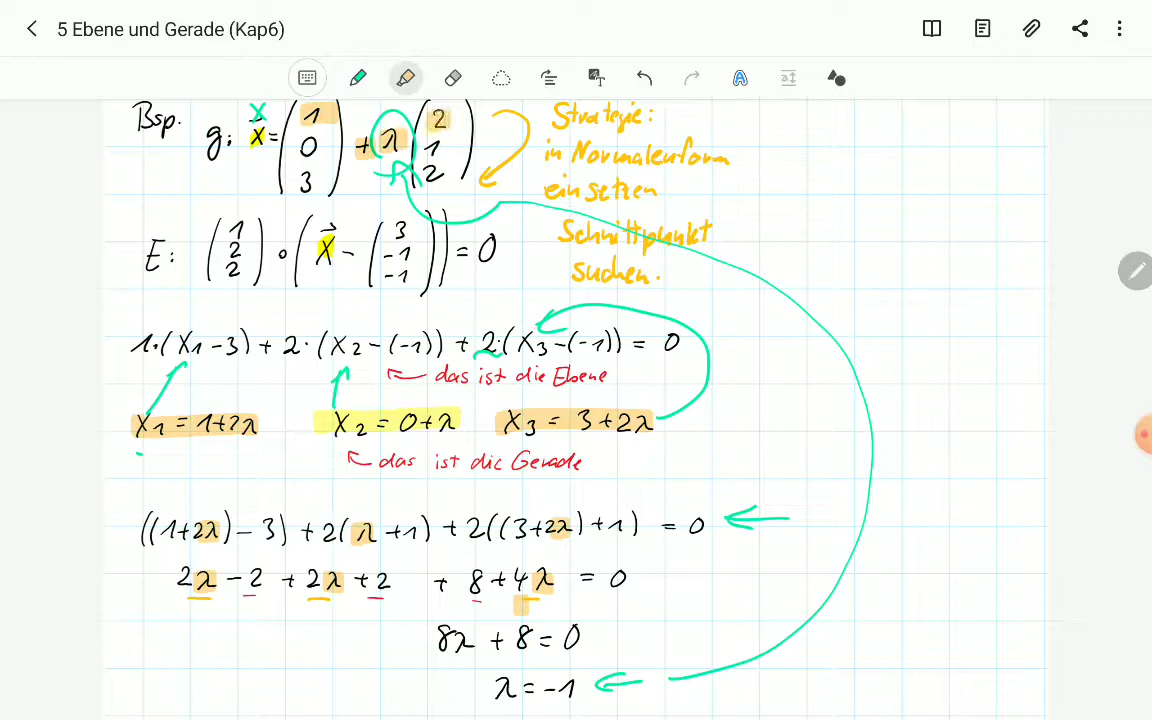 5 Ebene und Gerade (Kap6)
Bsp. g: x⃗ = (1 0 3) + λ (2 1 2)
x
Strategie:
in Normalenform
einsetzen
E: (1 2 2) ∘ (x⃗ − (3 -1 -1)) = 0
Schnittpunkt
suchen.
1·(x₁ − 3) + 2·(x₂ − (−1)) + 2·(x₃ − (−1)) = 0
das ist die Ebene
x₁ = 1+2λ x₂ = 0+λ x₃ = 3+2λ
das ist die Gerade
((1+2λ) − 3) + 2(λ + 1) + 2((3+2λ) + 1) = 0
2λ − 2 + 2λ + 2 + 8 + 4λ = 0
8λ + 8 = 0
λ = −1